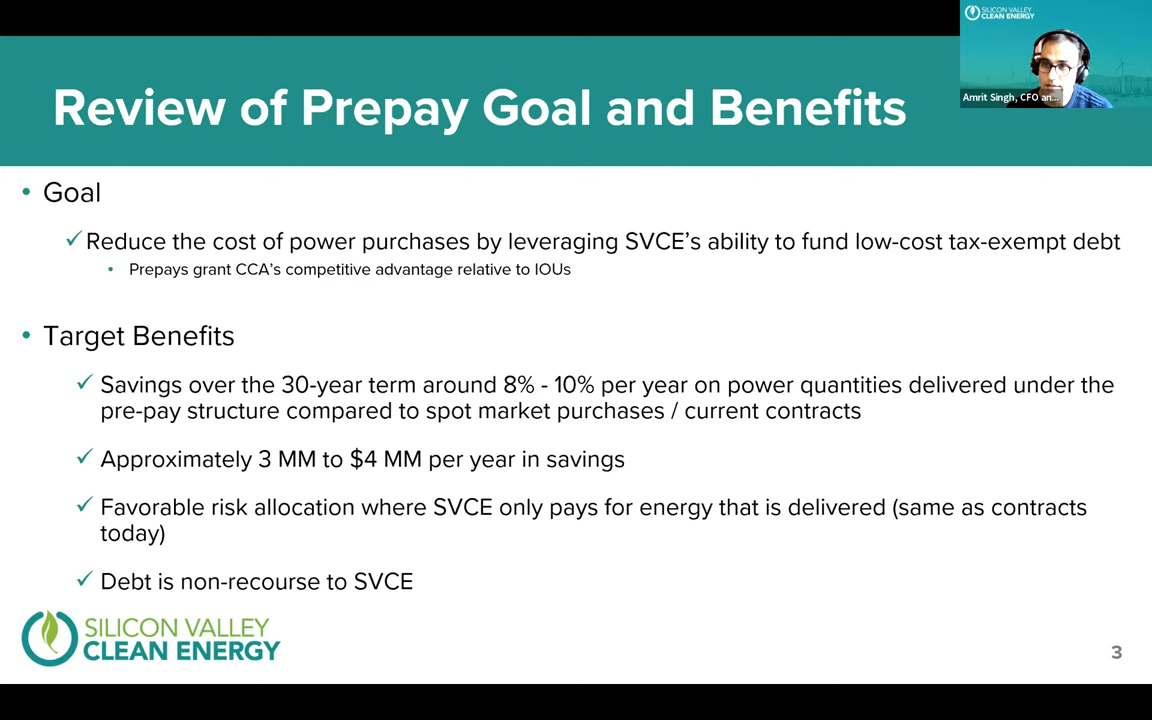 SILICON VALLEY
CLEAN ENERGY
Amrit Singh, CFO an...
Review of Prepay Goal and Benefits
• Goal
✓ Reduce the cost of power purchases by leveraging SVCE's ability to fund low-cost tax-exempt debt
• Prepays grant CCA's competitive advantage relative to IOUs
• Target Benefits
✓ Savings over the 30-year term around 8% - 10% per year on power quantities delivered under the
pre-pay structure compared to spot market purchases / current contracts
✓ Approximately 3 MM to $4 MM per year in savings
✓ Favorable risk allocation where SVCE only pays for energy that is delivered (same as contracts
today)
✓ Debt is non-recourse to SVCE
SILICON VALLEY
CLEAN ENERGY
3